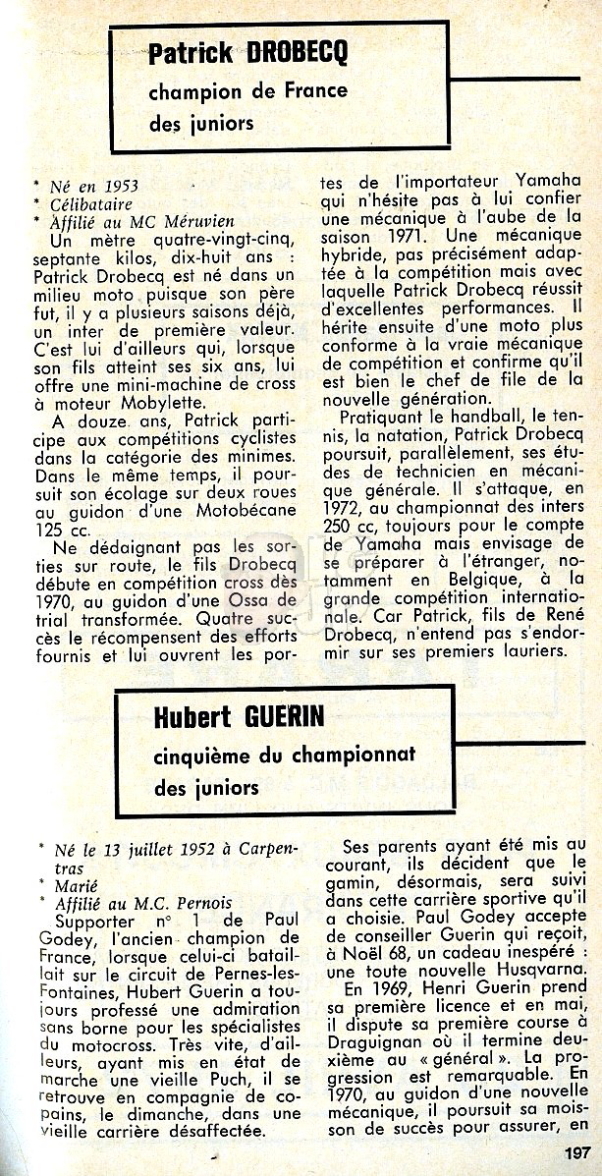 Patrick DROBECQ
champion de France
des juniors
* Né en 1953
* Célibataire
* Affilié au MC Méruvien
Un mètre quatre-vingt-cinq,
septante kilos, dix-huit ans :
Patrick Drobecq est né dans un
milieu moto puisque son père
fut, il y a plusieurs saisons déjà,
un inter de première valeur.
C'est lui d'ailleurs qui, lorsque
son fils atteint ses six ans, lui
offre une mini-machine de cross
à moteur Mobylette.
A douze ans, Patrick parti-
cipe aux compétitions cyclistes
dans la catégorie des minimes.
Dans le même temps, il pour-
suit son écolage sur deux roues
au guidon d'une Motobécane
125 cc.
Ne dédaignant pas les sor-
ties sur route, le fils Drobecq
débute en compétition cross dès
1970, au guidon d'une Ossa de
trial transformée. Quatre suc-
cès le récompensent des efforts
fournis et lui ouvrent les por-
tes de l'importateur Yamaha
qui n'hésite pas à lui confier
une mécanique à l'aube de la
saison 1971. Une mécanique
hybride, pas précisément adap-
tée à la compétition mais avec
laquelle Patrick Drobecq réussit
d'excellentes performances. Il
hérite ensuite d'une moto plus
conforme à la vraie mécanique
de compétition et confirme qu'il
est bien le chef de file de la
nouvelle génération.
Pratiquant le handball, le ten-
nis, la natation, Patrick Drobecq
poursuit, parallèlement, ses étu-
des de technicien en mécani-
que générale. Il s'attaque, en
1972, au championnat des inters
250 cc, toujours pour le compte
de Yamaha mais envisage de
se préparer à l'étranger, no-
tamment en Belgique, à la
grande compétition internatio-
nale. Car Patrick, fils de René
Drobecq, n'entend pas s'endor-
mir sur ses premiers lauriers.
Hubert GUERIN
cinquième du championnat
des juniors
* Né le 13 juillet 1952 à Carpen-
tras
* Marié
* Affilié au M.C. Pernois
Supporter n° 1 de Paul
Godey, l'ancien champion de
France, lorsque celui-ci batail-
lait sur le circuit de Pernes-les-
Fontaines, Hubert Guerin a tou-
jours professé une admiration
sans borne pour les spécialistes
du motocross. Très vite, d'ail-
leurs, ayant mis en état de
marche une vieille Puch, il se
retrouve en compagnie de co-
pains, le dimanche, dans une
vieille carrière désaffectée.
Ses parents ayant été mis au
courant, ils décident que le
gamin, désormais, sera suivi
dans cette carrière sportive qu'il
a choisie. Paul Godey accepte
de conseiller Guerin qui reçoit,
à Noël 68, un cadeau inespéré :
une toute nouvelle Husqvarna.
En 1969, Henri Guerin prend
sa première licence et en mai,
il dispute sa première course à
Draguignan où il termine deu-
xième au « général ». La pro-
gression est remarquable. En
1970, au guidon d'une nouvelle
mécanique, il poursuit sa mois-
son de succès pour assurer, en
197